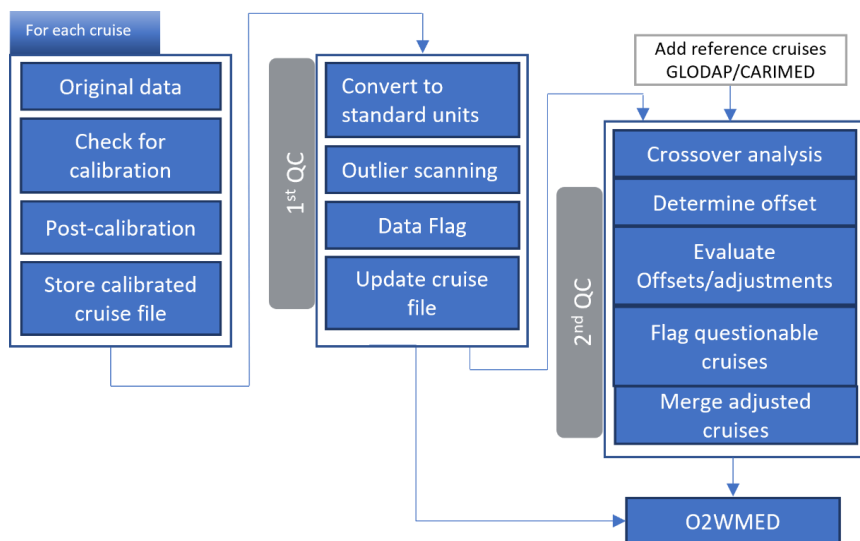 For each cruise
Original data
Check for
calibration
Post-calibration
Store calibrated
cruise file
1st QC
Convert to
standard units
Outlier scanning
Data Flag
Update cruise
file
Add reference cruises
GLODAP/CARIMED
2nd QC
Crossover analysis
Determine offset
Evaluate
Offsets/adjustments
Flag questionable
cruises
Merge adjusted
cruises
O2WMED